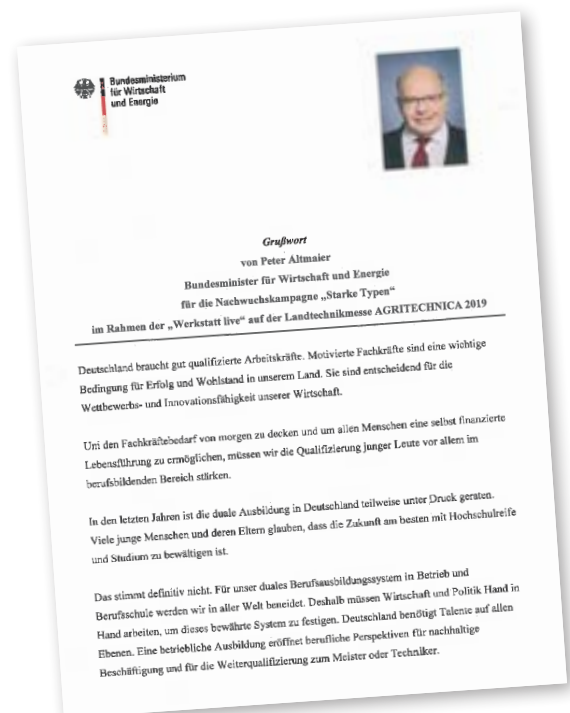 Bundesministerium
für Wirtschaft
und Energie
Grußwort
von Peter Altmaier
Bundesminister für Wirtschaft und Energie
für die Nachwuchskampagne „Starke Typen“
im Rahmen der „Werkstatt live“ auf der Landtechnikmesse AGRITECHNICA 2019
Deutschland braucht gut qualifizierte Arbeitskräfte. Motivierte Fachkräfte sind eine wichtige
Bedingung für Erfolg und Wohlstand in unserem Land. Sie sind entscheidend für die
Wettbewerbs- und Innovationsfähigkeit unserer Wirtschaft.
Um den Fachkräftebedarf von morgen zu decken und um allen Menschen eine selbst finanzierte
Lebensführung zu ermöglichen, müssen wir die Qualifizierung junger Leute vor allem im
berufsbildenden Bereich stärken.
In den letzten Jahren ist die duale Ausbildung in Deutschland teilweise unter Druck geraten.
Viele junge Menschen und deren Eltern glauben, dass die Zukunft am besten mit Hochschulreife
und Studium zu bewältigen ist.
Das stimmt definitiv nicht. Für unser duales Berufsausbildungssystem in Betrieb und
Berufsschule werden wir in aller Welt beneidet. Deshalb müssen Wirtschaft und Politik Hand in
Hand arbeiten, um dieses bewährte System zu festigen. Deutschland benötigt Talente auf allen
Ebenen. Eine betriebliche Ausbildung eröffnet berufliche Perspektiven für nachhaltige
Beschäftigung und für die Weiterqualifizierung zum Meister oder Techniker.